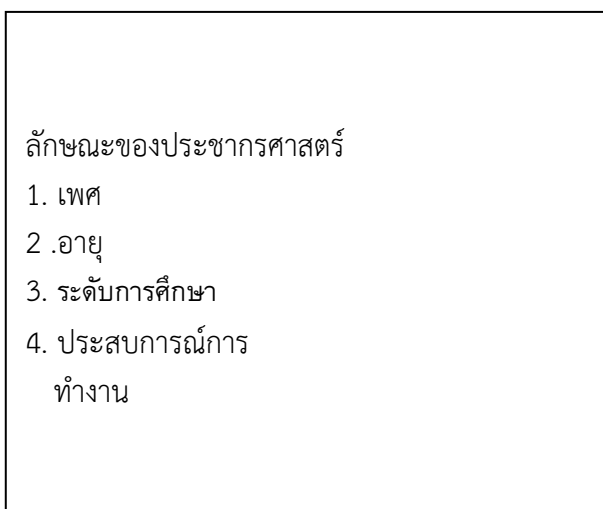 ลักษณะของประชากรศาสตร์
1. เพศ
2 .อายุ
3. ระดับการศึกษา
4. ประสบการณ์การ
ทำงาน